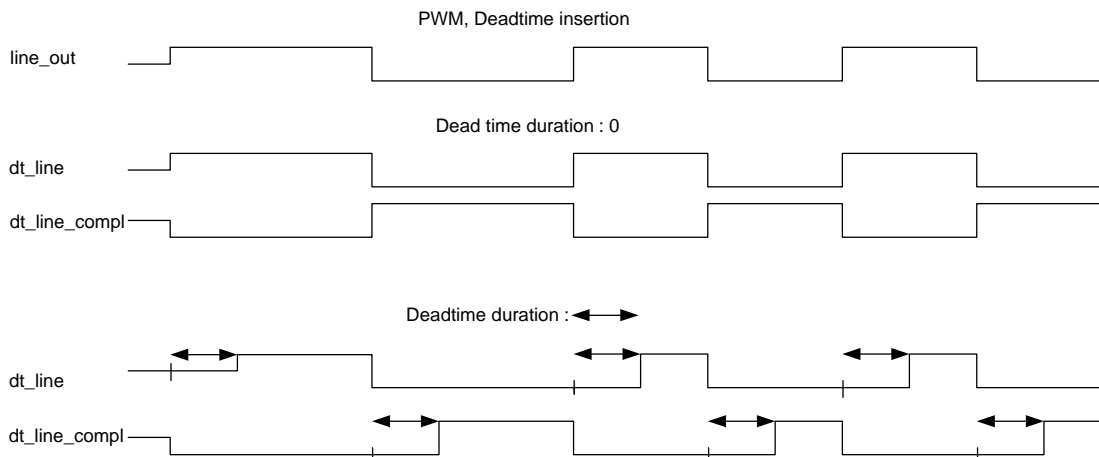 PWM, Deadtime insertion
line_out
Dead time duration : 0
dt_line
dt_line_compl
Deadtime duration :
dt_line
dt_line_compl